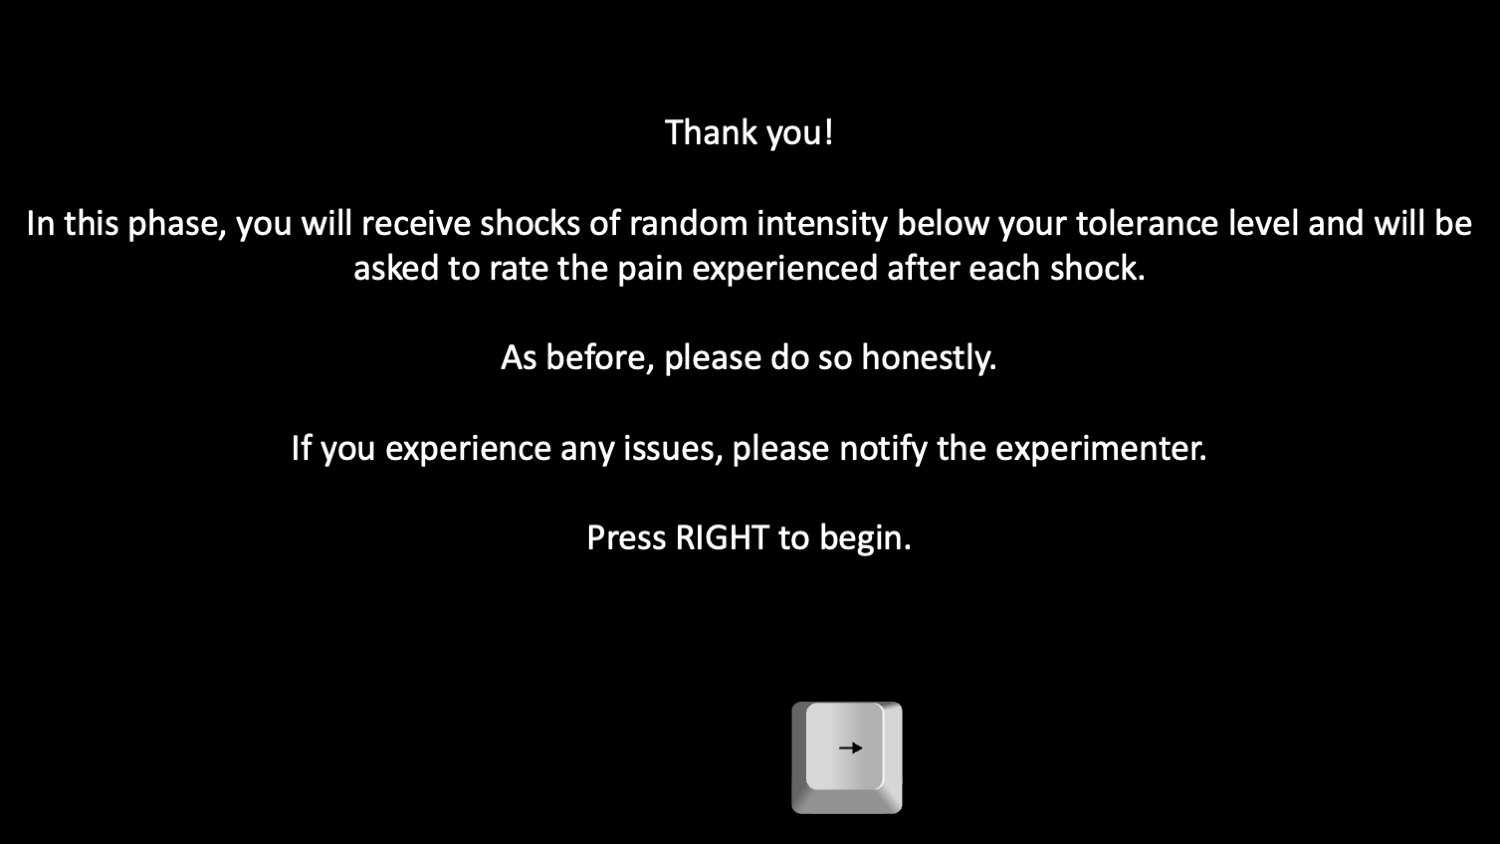 Thank you!
In this phase, you will receive shocks of random intensity below your tolerance level and will be
asked to rate the pain experienced after each shock.
As before, please do so honestly.
If you experience any issues, please notify the experimenter.
Press RIGHT to begin.
→